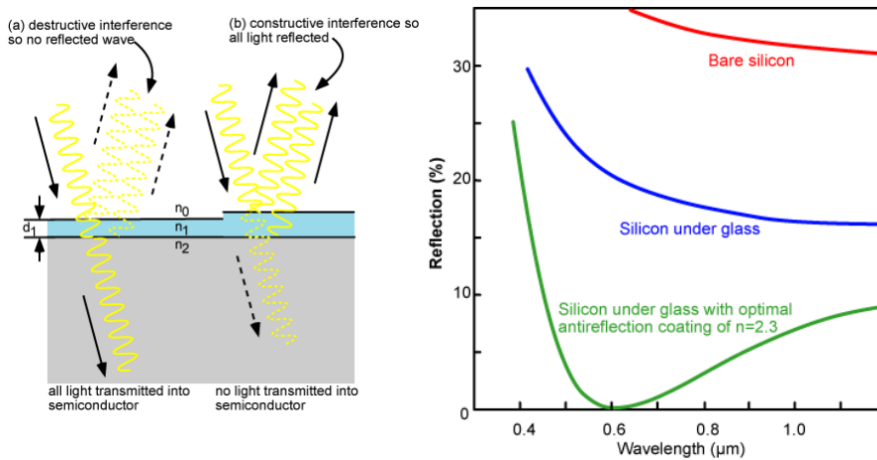 (a) destructive interference
so no reflected wave
(b) constructive interference so
all light reflected
n0
d1
n1
n2
all light transmitted into
semiconductor
no light transmitted into
semiconductor
Reflection (%)
30
20
10
0
Bare silicon
Silicon under glass
Silicon under glass with optimal
antireflection coating of n=2.3
0.4
0.6
0.8
1.0
Wavelength (µm)